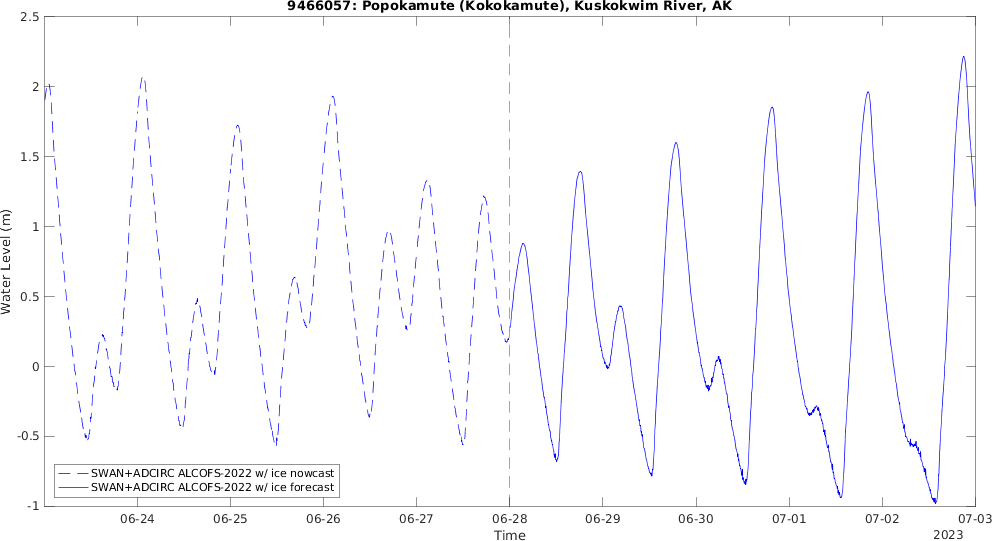 9466057: Popokamute (Kokokamute), Kuskokwim River, AK
2.5
2
1.5
1
0.5
0
-0.5
-1
Water Level (m)
SWAN+ADCIRC ALCOFS-2022 w/ ice nowcast
SWAN+ADCIRC ALCOFS-2022 w/ ice forecast
06-24 06-25 06-26 06-27 06-28 06-29 06-30 07-01 07-02 07-03
Time
2023